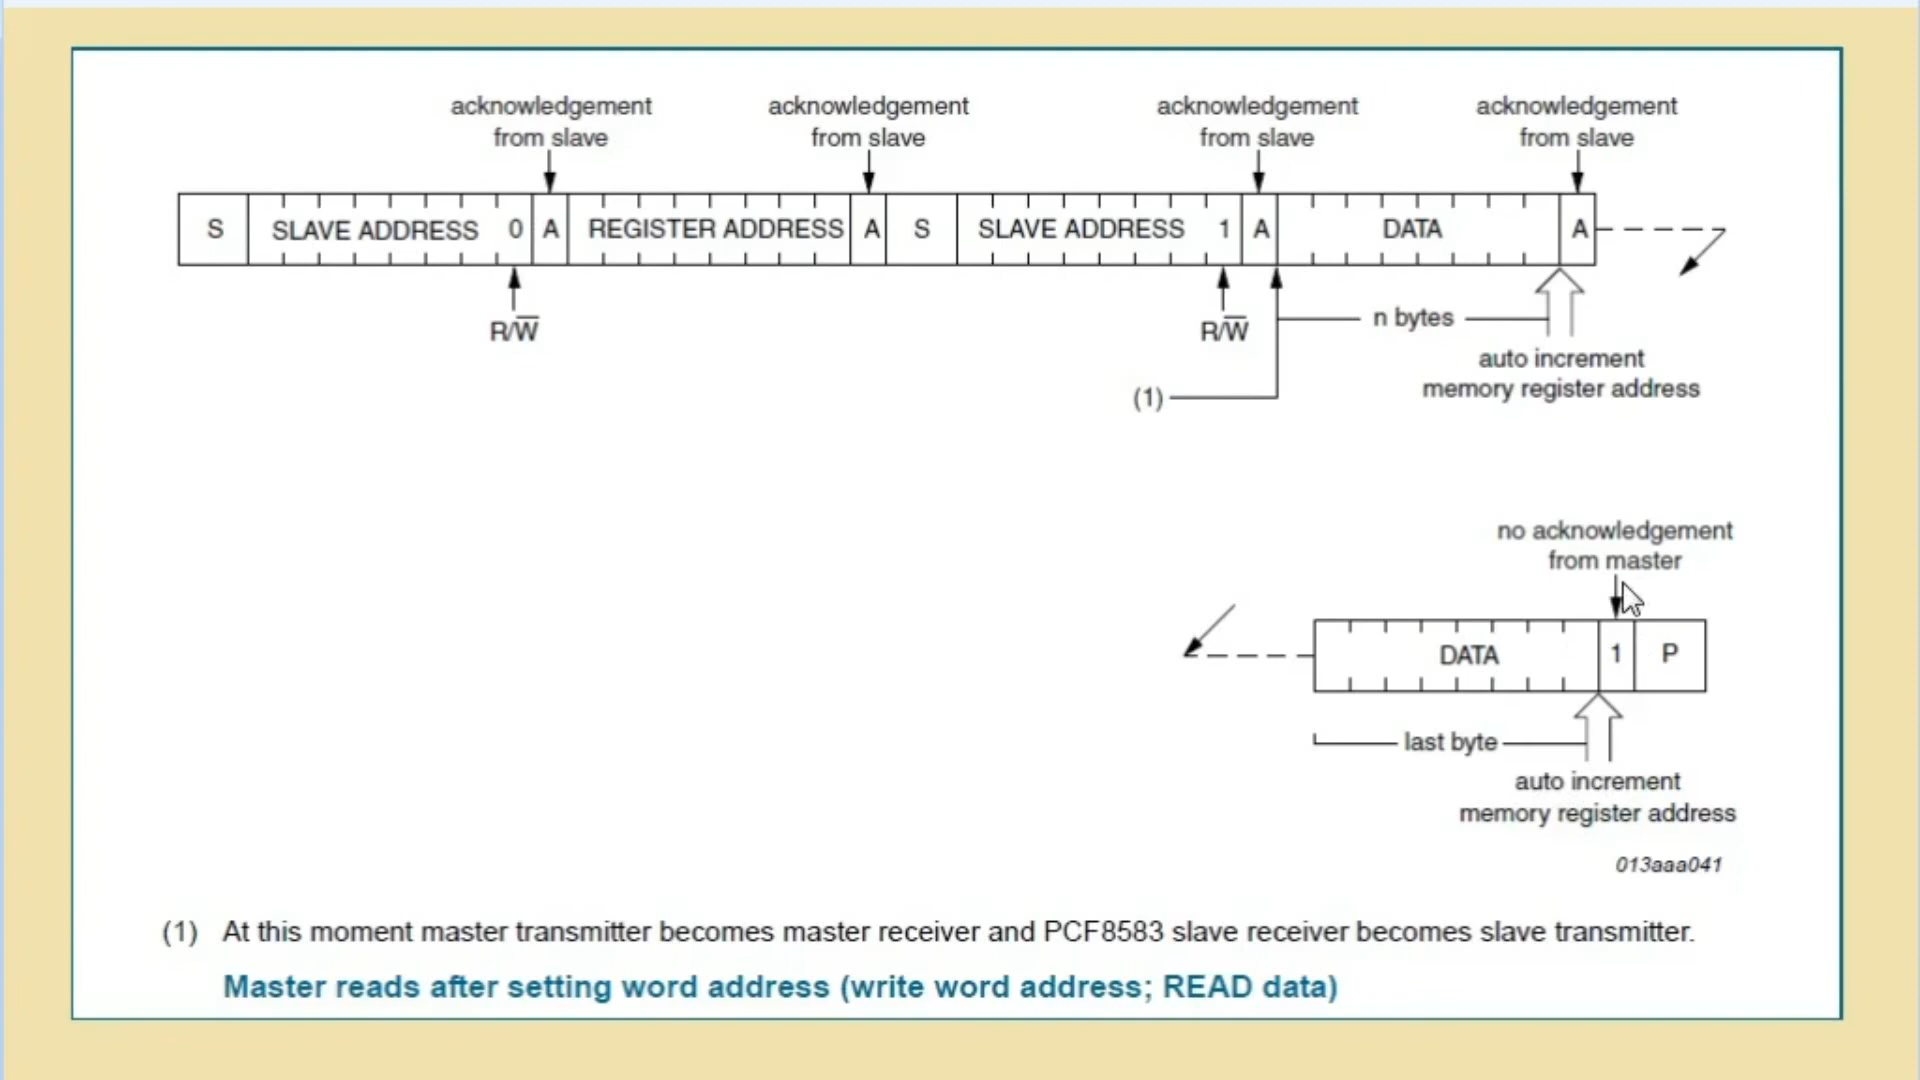 acknowledgement acknowledgement acknowledgement acknowledgement
from slave from slave from slave from slave
S SLAVE ADDRESS 0 A REGISTER ADDRESS A S SLAVE ADDRESS 1 A DATA A
R/W̅ R/W̅ n bytes
auto increment
(1) memory register address
no acknowledgement
from master
DATA 1 P
last byte
auto increment
memory register address
013aaa041
(1) At this moment master transmitter becomes master receiver and PCF8583 slave receiver becomes slave transmitter.
Master reads after setting word address (write word address; READ data)